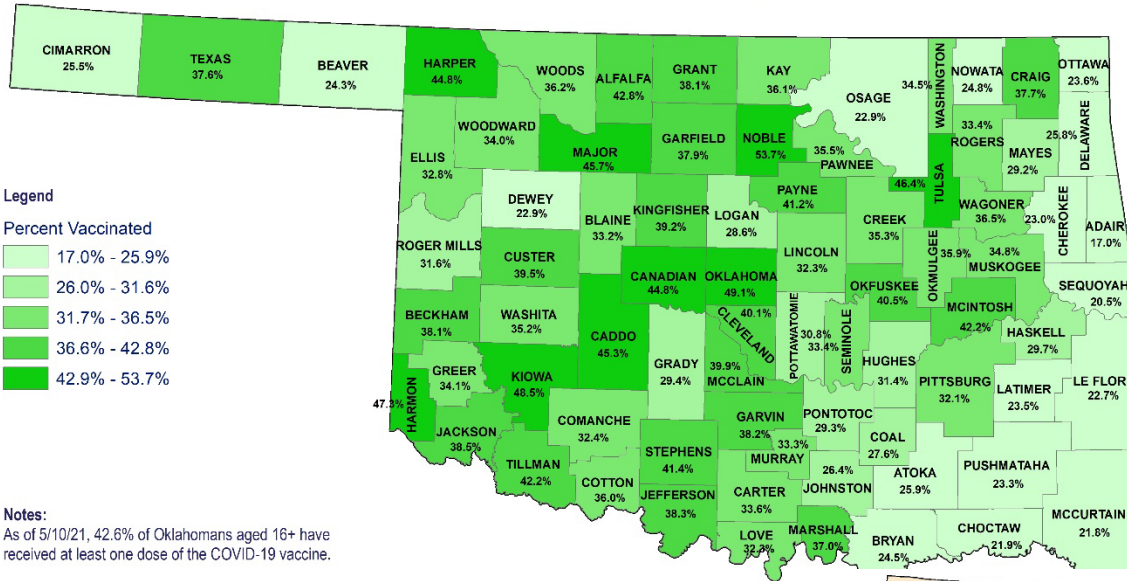 CIMARRON
25.5%
TEXAS
37.6%
BEAVER
24.3%
HARPER
44.8%
WOODS
36.2%
ALFALFA
42.8%
GRANT
38.1%
KAY
36.1%
OSAGE
22.9%
34.5%
WASHINGTON
NOWATA
24.8%
CRAIG
37.7%
OTTAWA
23.6%
WOODWARD
34.0%
ELLIS
32.8%
MAJOR
45.7%
GARFIELD
37.9%
NOBLE
53.7%
35.5%
PAWNEE
33.4%
ROGERS
MAYES
29.2%
25.8%
DELAWARE
Legend
Percent Vaccinated
17.0% - 25.9%
26.0% - 31.6%
31.7% - 36.5%
36.6% - 42.8%
42.9% - 53.7%
DEWEY
22.9%
BLAINE
33.2%
KINGFISHER
39.2%
LOGAN
28.6%
PAYNE
41.2%
46.4%
TULSA
CREEK
35.3%
WAGONER
36.5%
23.0%
CHEROKEE
ADAIR
17.0%
ROGER MILLS
31.6%
CUSTER
39.5%
CANADIAN
44.8%
OKLAHOMA
49.1%
LINCOLN
32.3%
OKMULGEE
35.9%
34.8%
MUSKOGEE
SEQUOYAH
20.5%
BECKHAM
38.1%
WASHITA
35.2%
CADDO
45.3%
GRADY
29.4%
40.1%
CLEVELAND
39.9%
MCCLAIN
POTTAWATOMIE
30.8%
33.4%
SEMINOLE
OKFUSKEE
40.5%
MCINTOSH
42.2%
HASKELL
29.7%
HUGHES
31.4%
PITTSBURG
32.1%
LATIMER
23.5%
LE FLOR
22.7%
GREER
34.1%
KIOWA
48.5%
47.3%
HARMON
JACKSON
38.5%
COMANCHE
32.4%
TILLMAN
42.2%
COTTON
36.0%
STEPHENS
41.4%
GARVIN
38.2%
33.3%
MURRAY
PONTOTOC
29.3%
COAL
27.6%
26.4%
JOHNSTON
ATOKA
25.9%
PUSHMATAHA
23.3%
MCCURTAIN
21.8%
JEFFERSON
38.3%
CARTER
33.6%
LOVE
32.3%
MARSHALL
37.0%
BRYAN
24.5%
CHOCTAW
21.9%
Notes:
As of 5/10/21, 42.6% of Oklahomans aged 16+ have
received at least one dose of the COVID-19 vaccine.